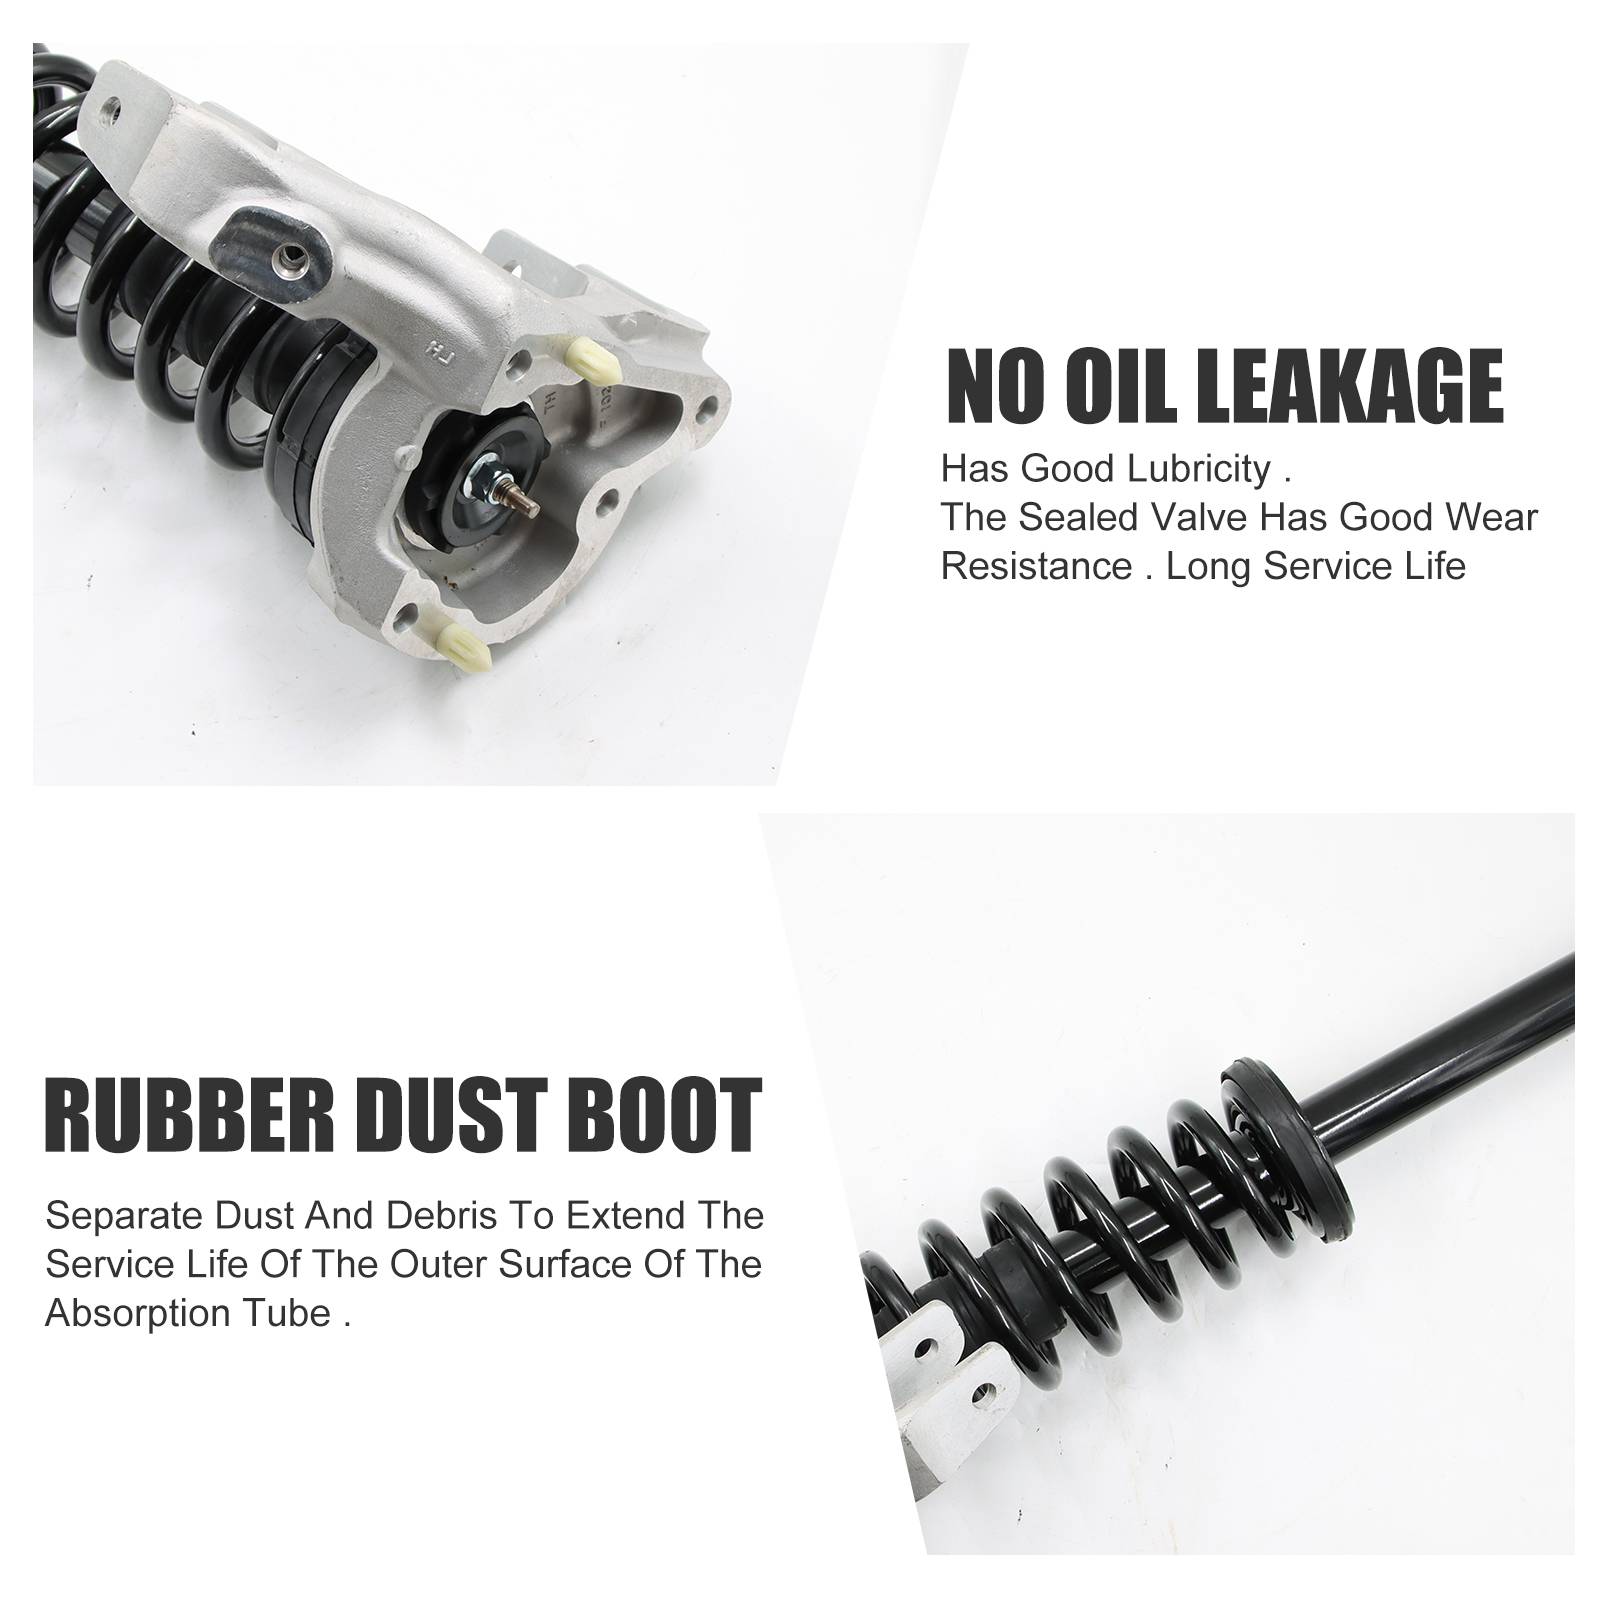 NO OIL LEAKAGE
Has Good Lubricity .
The Sealed Valve Has Good Wear
Resistance . Long Service Life
RUBBER DUST BOOT
Separate Dust And Debris To Extend The
Service Life Of The Outer Surface Of The
Absorption Tube .